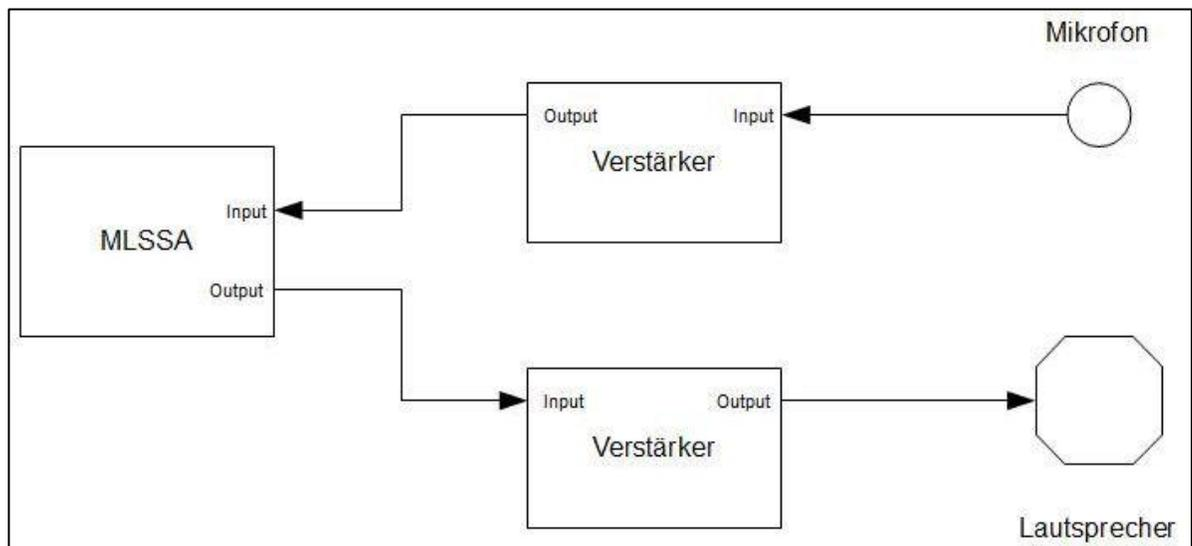 Mikrofon
Output Input
Verstärker
Input
MLSSA
Output
Input Output
Verstärker
Lautsprecher